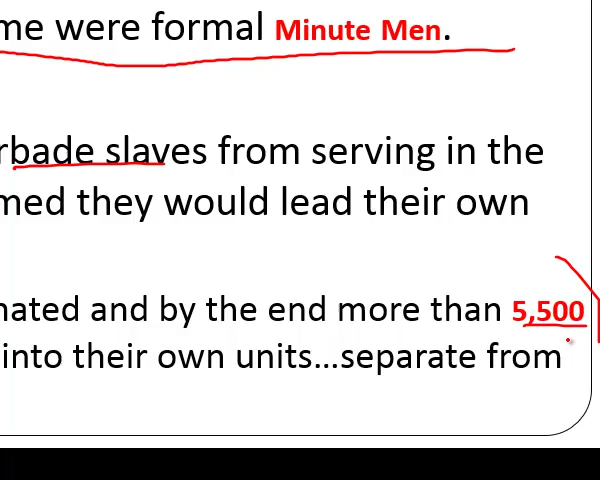 me were formal Minute Men.
rbade slaves from serving in the
med they would lead their own
nated and by the end more than 5,500
into their own units...separate from